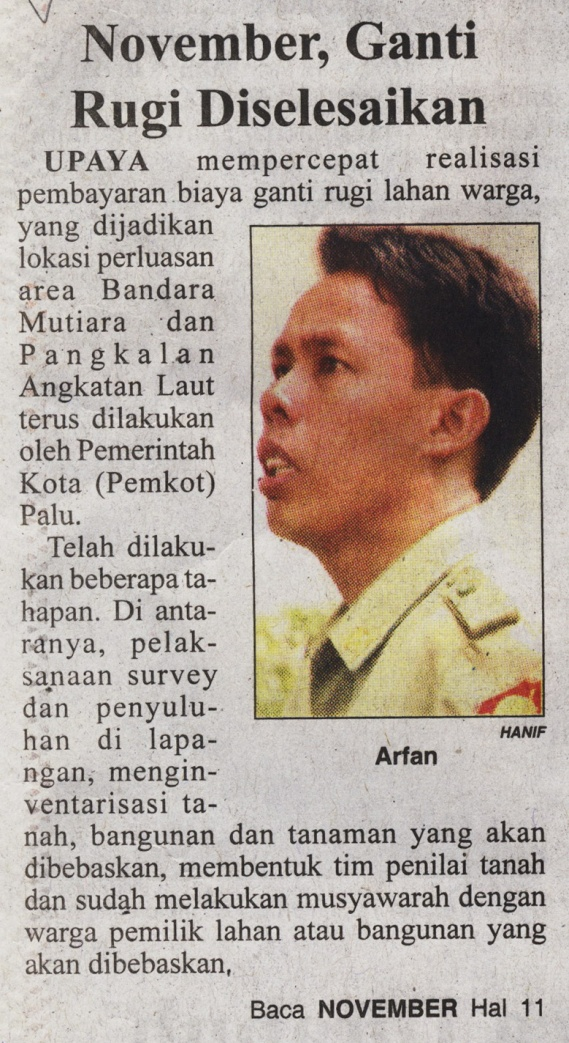 November, Ganti
Rugi Diselesaikan
UPAYA mempercepat realisasi
pembayaran biaya ganti rugi lahan warga,
yang dijadikan
lokasi perluasan
area Bandara
Mutiara dan
Pangkalan
Angkatan Laut
terus dilakukan
oleh Pemerintah
Kota (Pemkot)
Palu.
Telah dilaku-
kan beberapa ta-
hapan. Di anta-
ranya, pelak-
sanaan survey
dan penyulu-
han di lapa-
ngan, mengin-
ventarisasi ta-
nah, bangunan dan tanaman yang akan
dibebaskan, membentuk tim penilai tanah
dan sudah melakukan musyawarah dengan
warga pemilik lahan atau bangunan yang
akan dibebaskan,
HANIF
Arfan
Baca NOVEMBER Hal 11